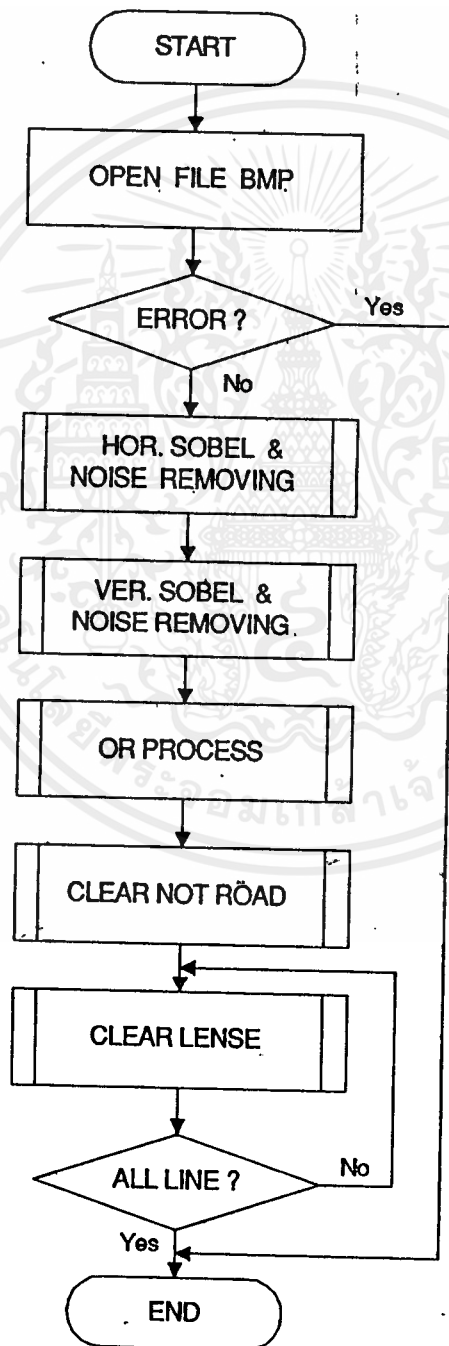 START
OPEN FILE BMP
ERROR ?
Yes
No
HOR. SOBEL &
NOISE REMOVING
VER. SOBEL &
NOISE REMOVING.
OR PROCESS
CLEAR NOT ROAD
CLEAR LENSE
ALL LINE ?
No
Yes
END